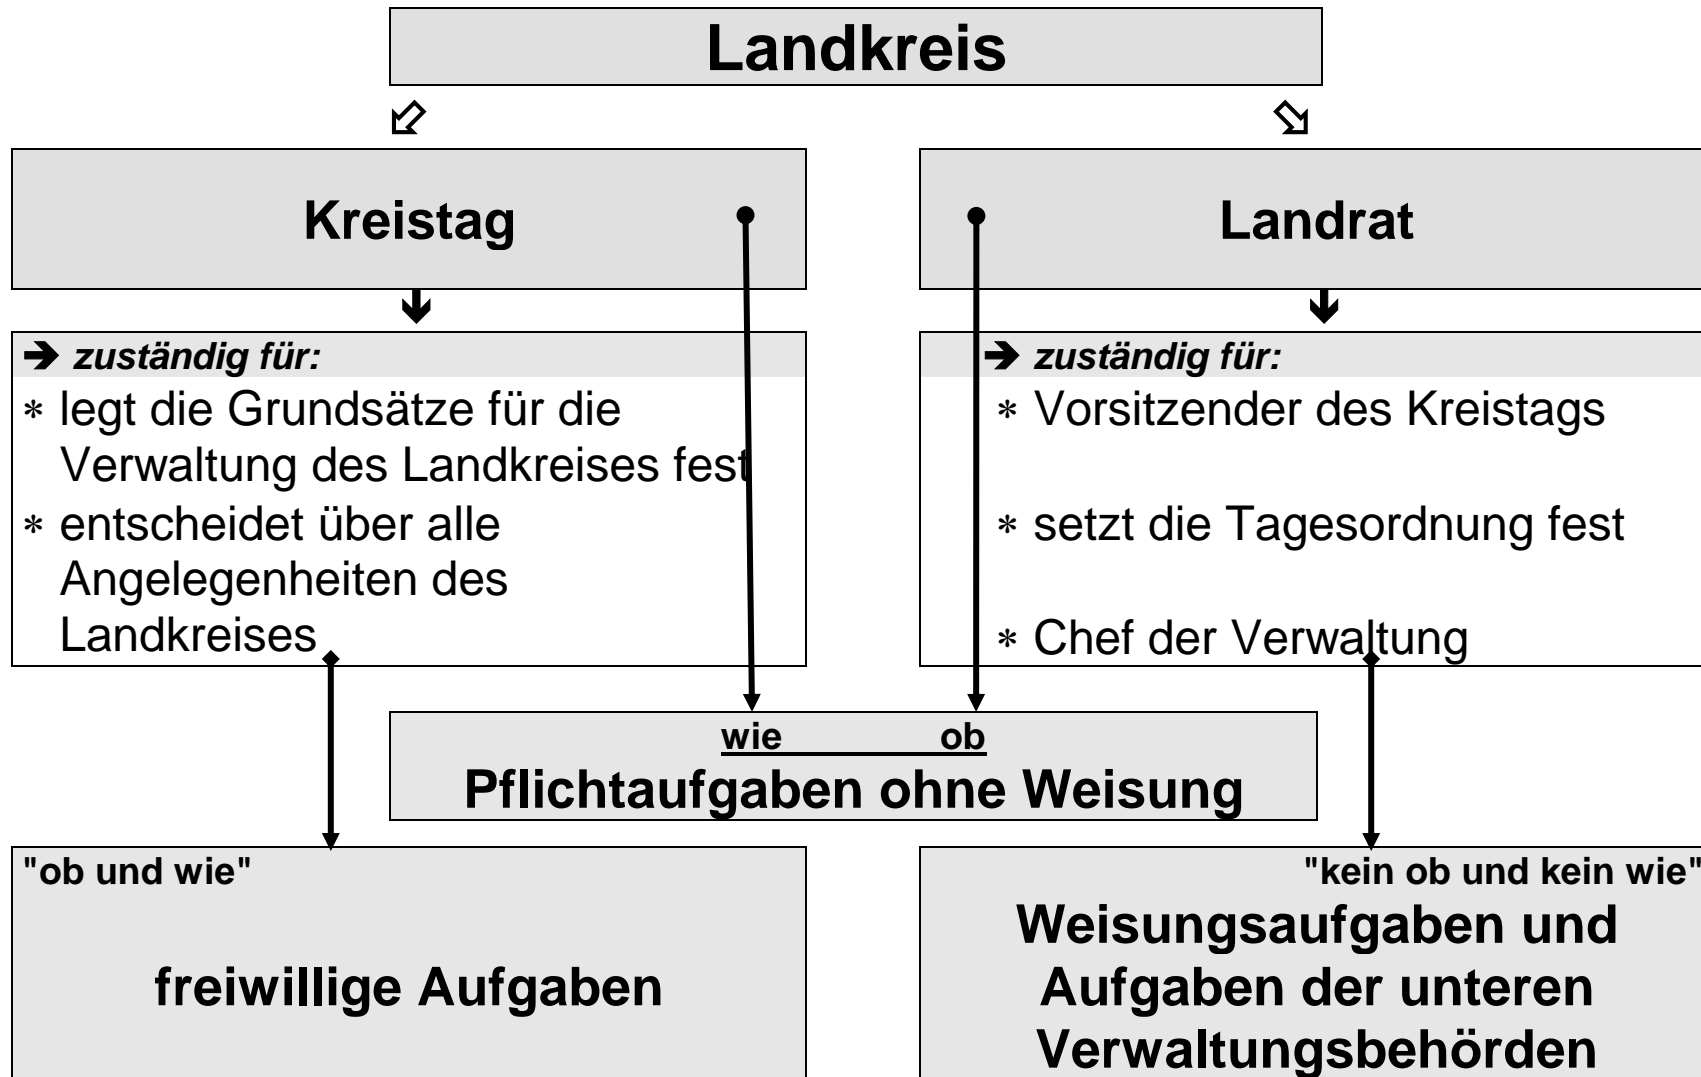 Landkreis
Kreistag
zuständig für:
∗ legt die Grundsätze für die
Verwaltung des Landkreises fest
∗ entscheidet über alle
Angelegenheiten des
Landkreises
Landrat
zuständig für:
∗ Vorsitzender des Kreistags
∗ setzt die Tagesordnung fest
∗ Chef der Verwaltung
wie ob
Pflichtaufgaben ohne Weisung
"ob und wie"
freiwillige Aufgaben
"kein ob und kein wie"
Weisungsaufgaben und
Aufgaben der unteren
Verwaltungsbehörden